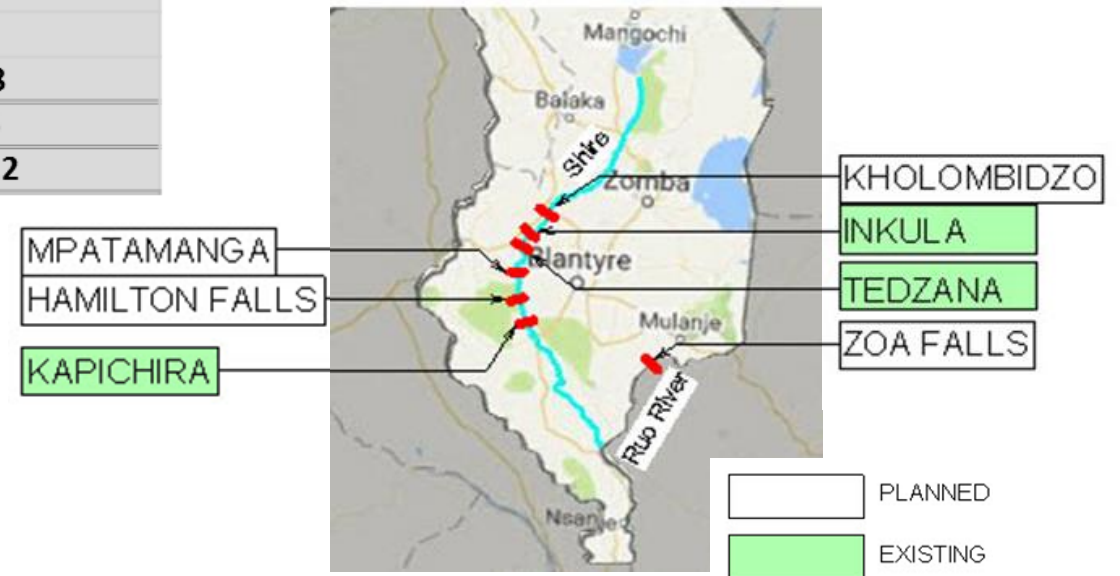 2
Mangochi
Balaka
Shire
Zomba
KHOLOMBIDZO
INKULA
MPATAMANGA
Blantyre
HAMILTON FALLS
TEDZANA
Mulanje
ZOA FALLS
KAPICHIRA
Ruo River
PLANNED
Nsanje
EXISTING